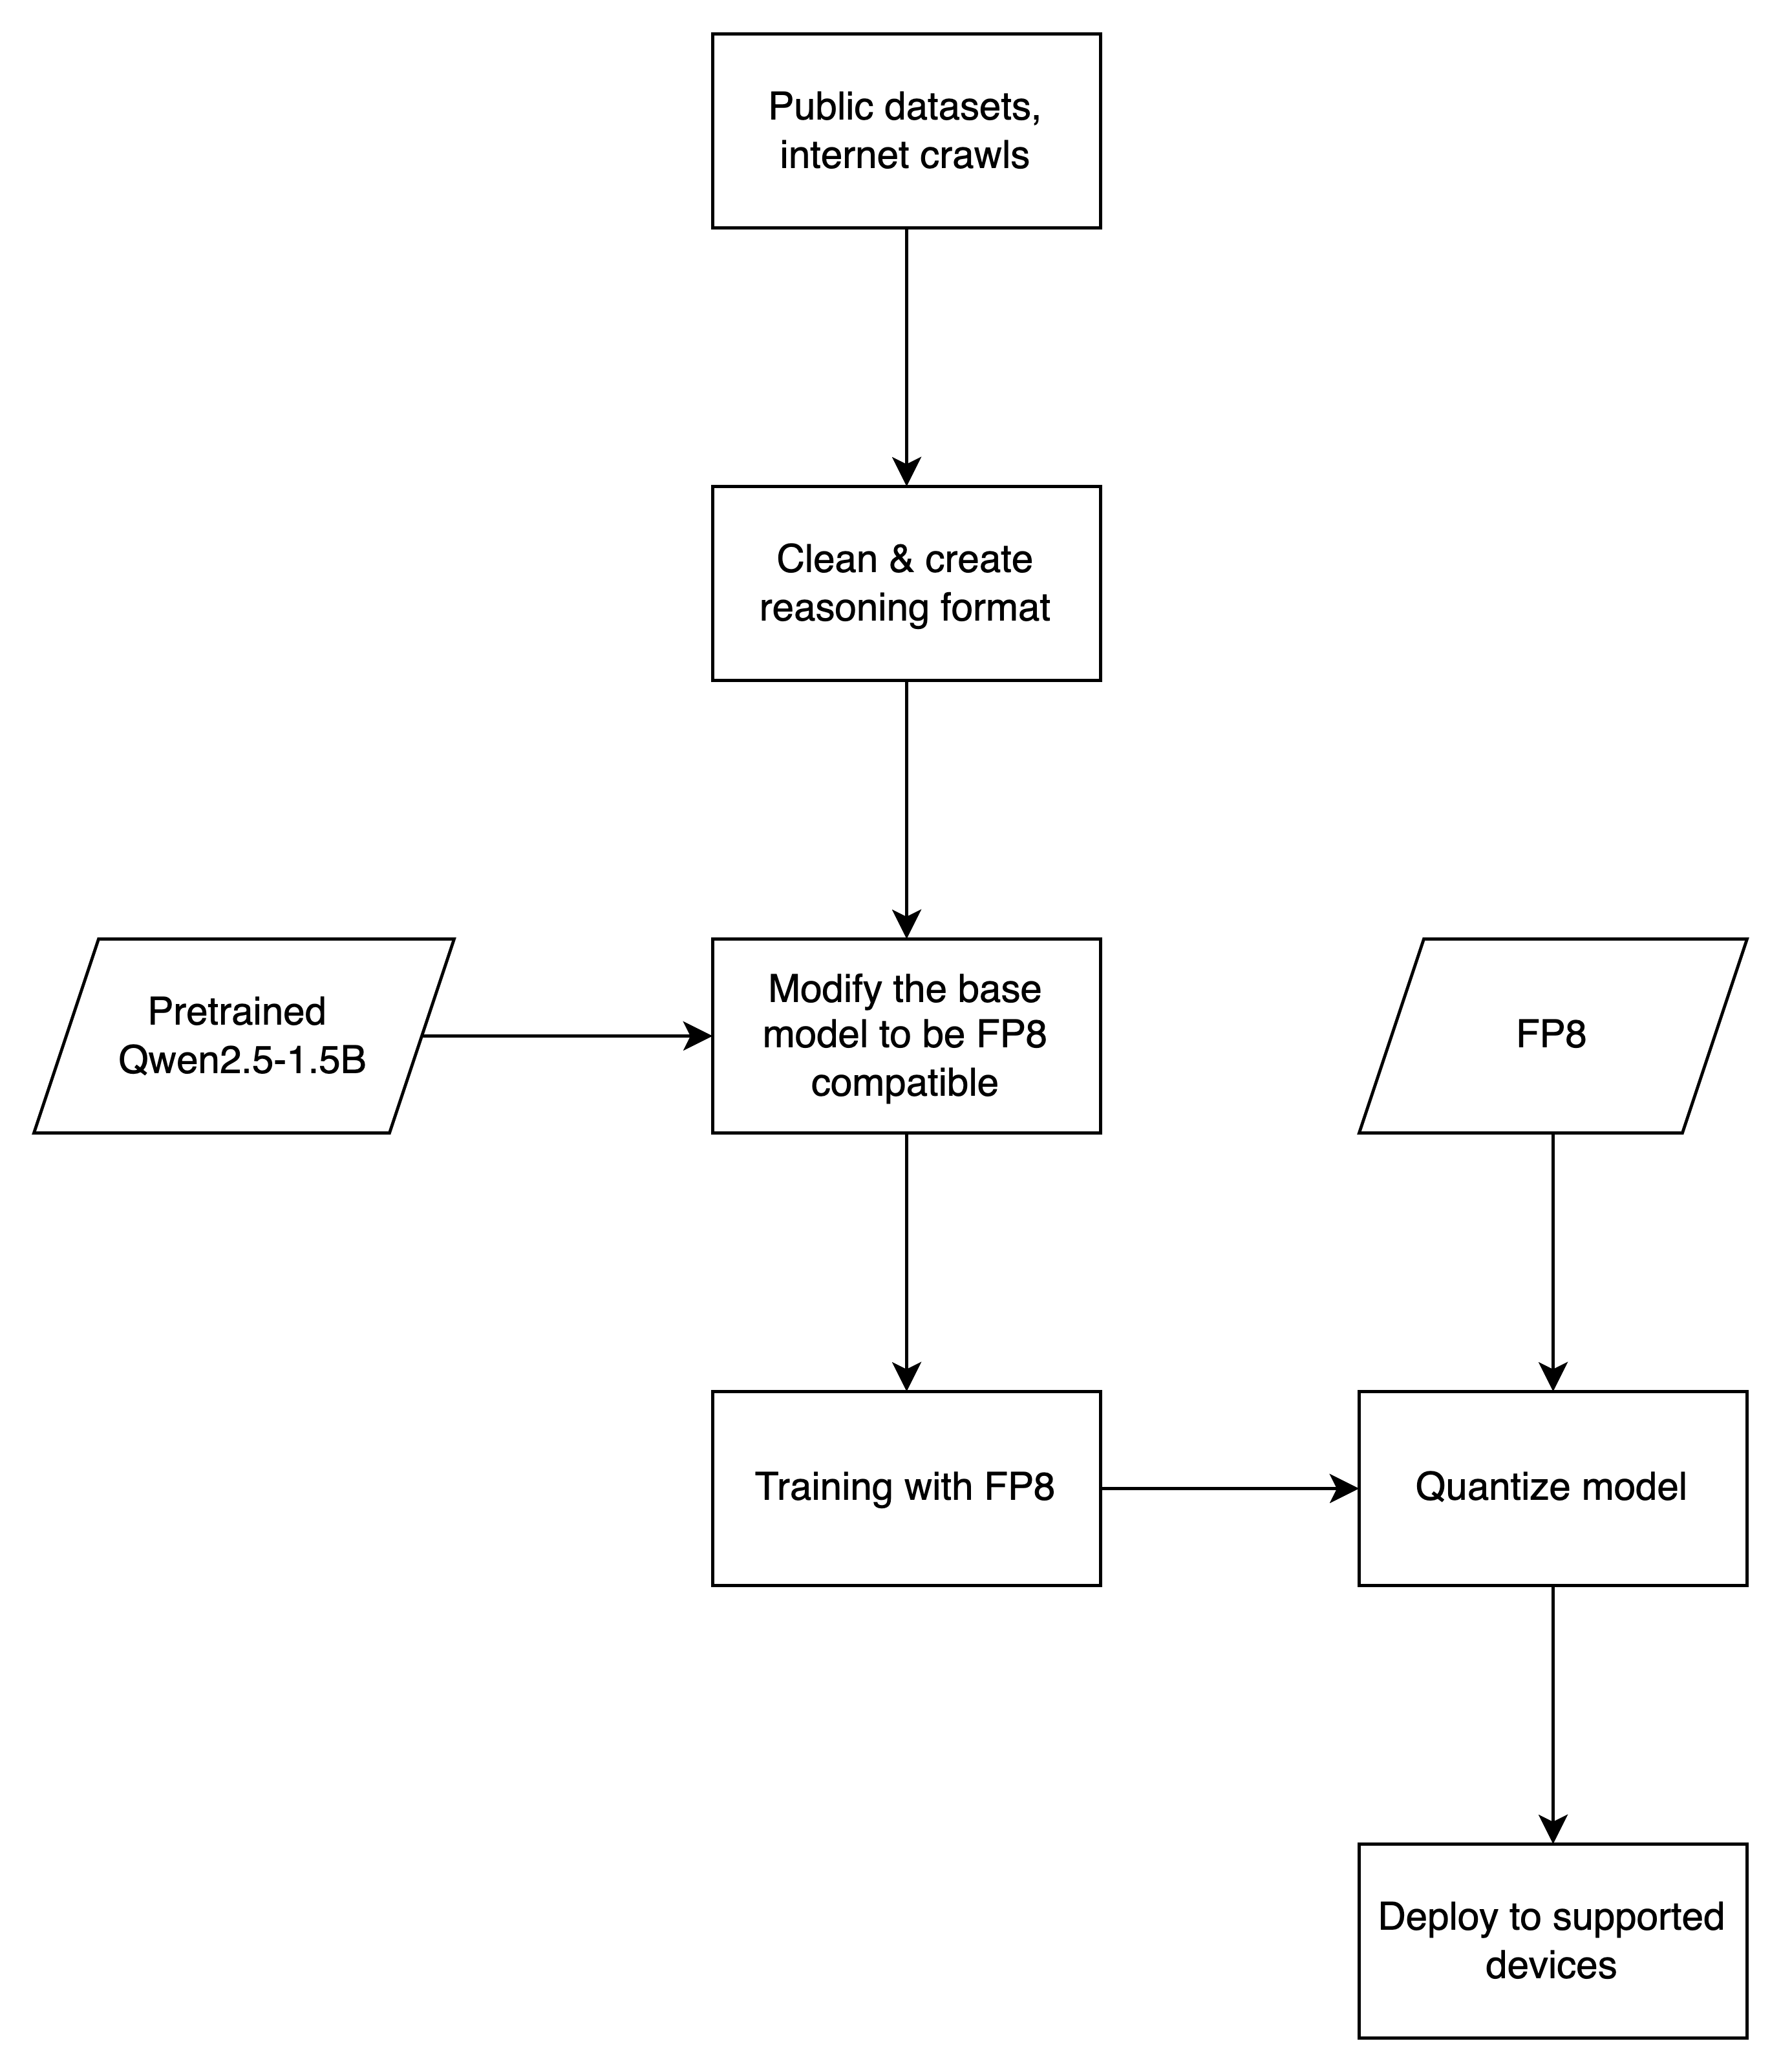 Public datasets,
internet crawls
Clean & create
reasoning format
Pretrained
Qwen2.5-1.5B
Modify the base
model to be FP8
compatible
FP8
Training with FP8
Quantize model
Deploy to supported
devices